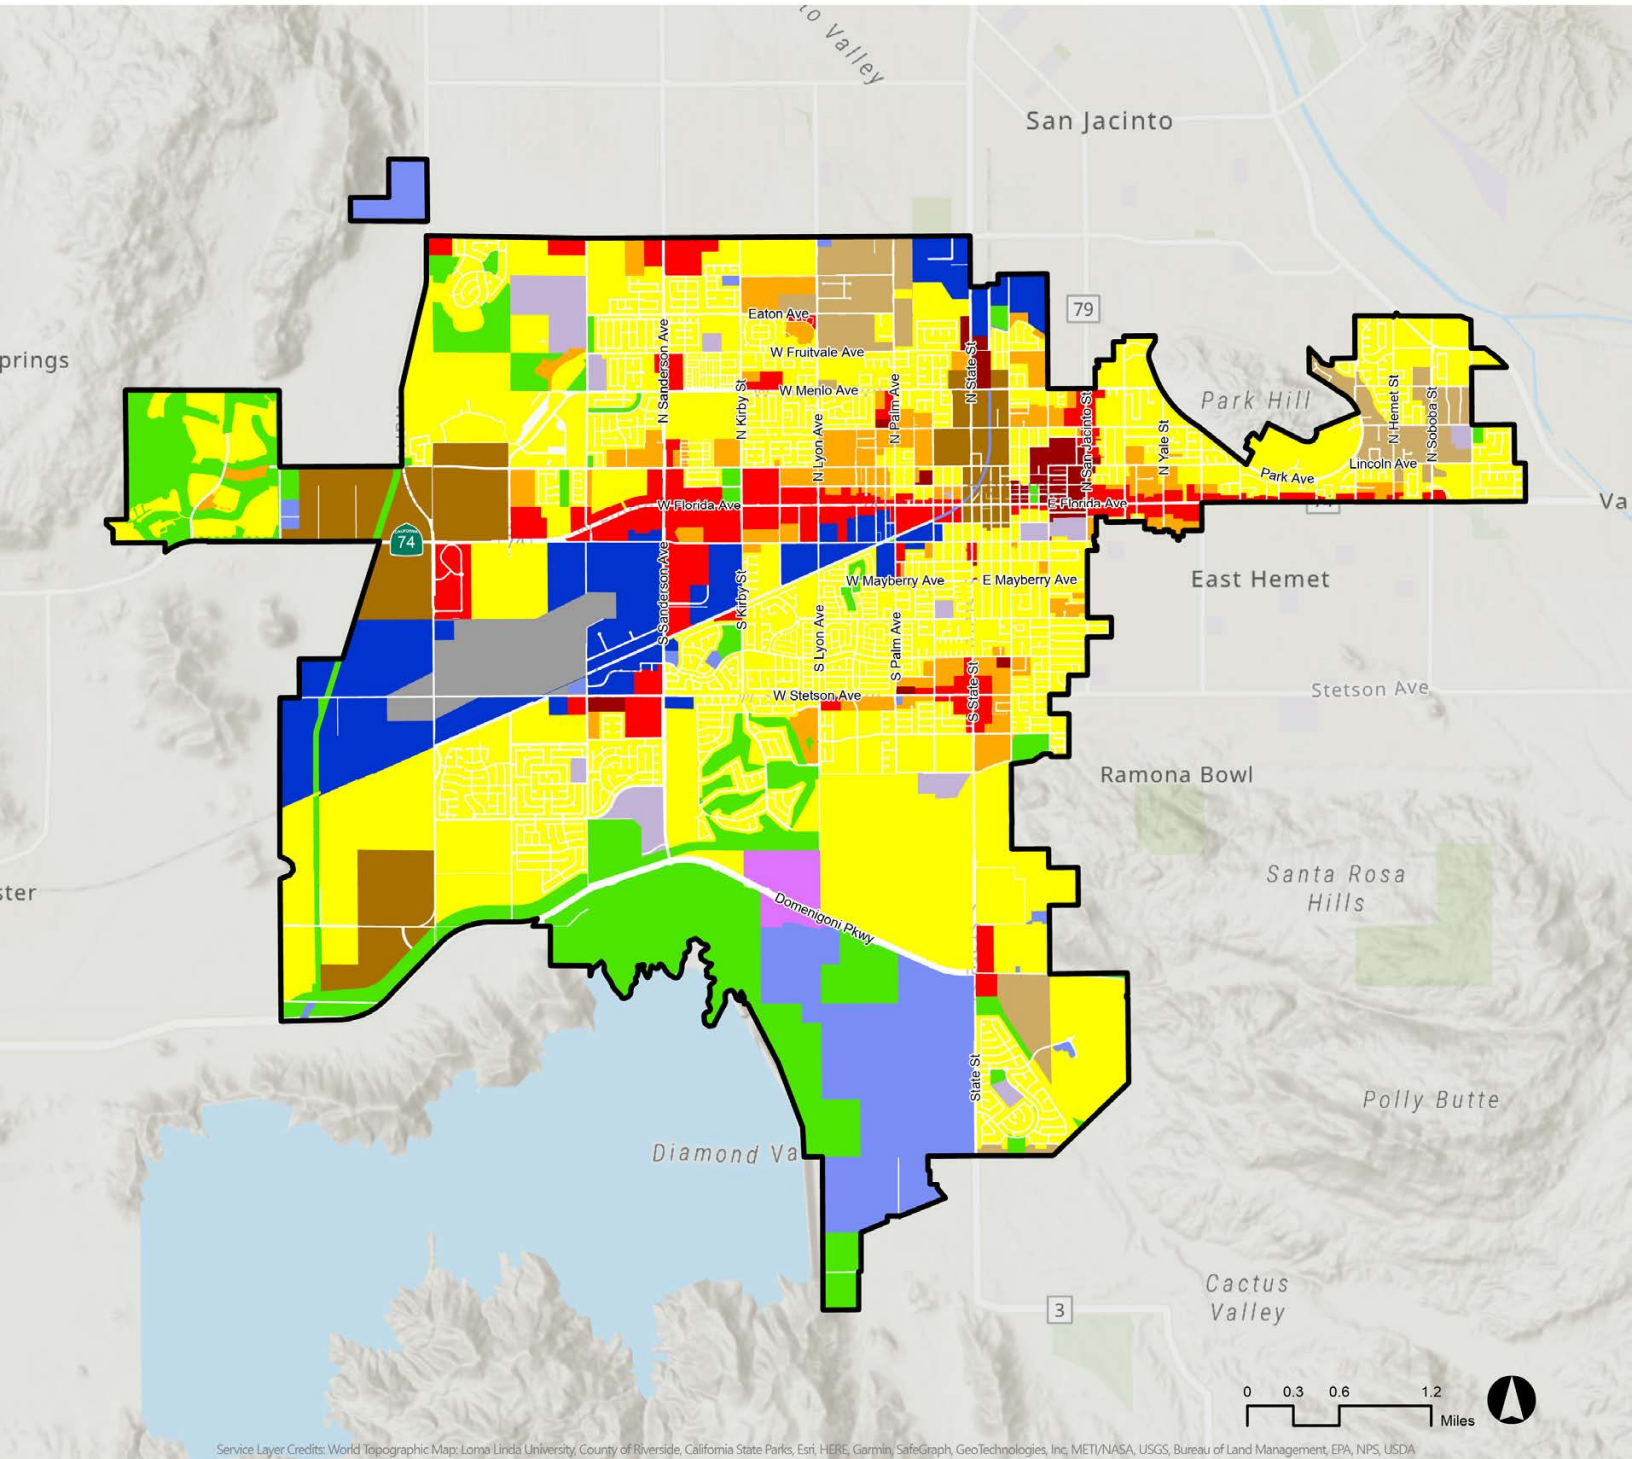 to Valley
San Jacinto
79
prings
Eaton Ave
W Fruitvale Ave
W Menlo Ave
N Sanderson Ave
N Kirby St
N Lyon Ave
N Palm Ave
N State St
N San Jacinto St
N Yale St
Park Hill
N Hemet St
N Soboba St
Lincoln Ave
Park Ave
W Florida Ave
E Florida Ave
Va
CALIFORNIA
74
S Sanderson Ave
S Kirby St
W Mayberry Ave
E Mayberry Ave
East Hemet
S Lyon Ave
S Palm Ave
S State St
W Stetson Ave
Stetson Ave
Ramona Bowl
ster
Santa Rosa
Hills
Domenigoni Pkwy
State St
Polly Butte
Diamond Va
Cactus
Valley
3
0 0.3 0.6 1.2
Miles
Service Layer Credits: World Topographic Map: Loma Linda University, County of Riverside, California State Parks, Esri, HERE, Garmin, SafeGraph, GeoTechnologies, Inc, METI/NASA, USGS, Bureau of Land Management, EPA, NPS, USDA